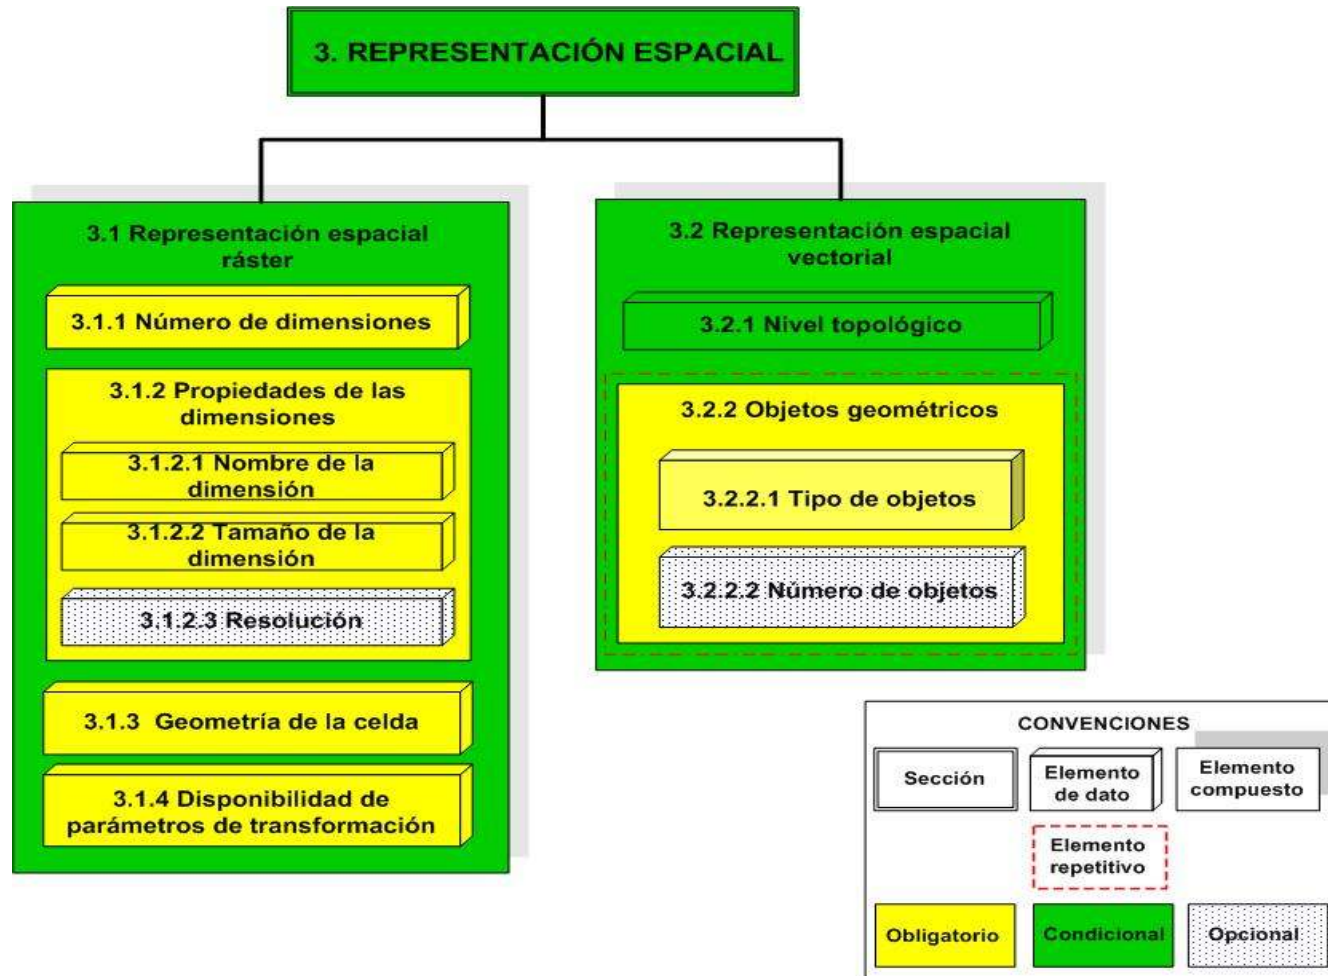 3. REPRESENTACIÓN ESPACIAL
3.1 Representación espacial
ráster
3.1.1 Número de dimensiones
3.1.2 Propiedades de las
dimensiones
3.1.2.1 Nombre de la
dimensión
3.1.2.2 Tamaño de la
dimensión
3.1.2.3 Resolución
3.1.3 Geometría de la celda
3.1.4 Disponibilidad de
parámetros de transformación
3.2 Representación espacial
vectorial
3.2.1 Nivel topológico
3.2.2 Objetos geométricos
3.2.2.1 Tipo de objetos
3.2.2.2 Número de objetos
CONVENCIONES
Sección
Elemento
de dato
Elemento
compuesto
Elemento
repetitivo
Obligatorio
Condicional
Opcional